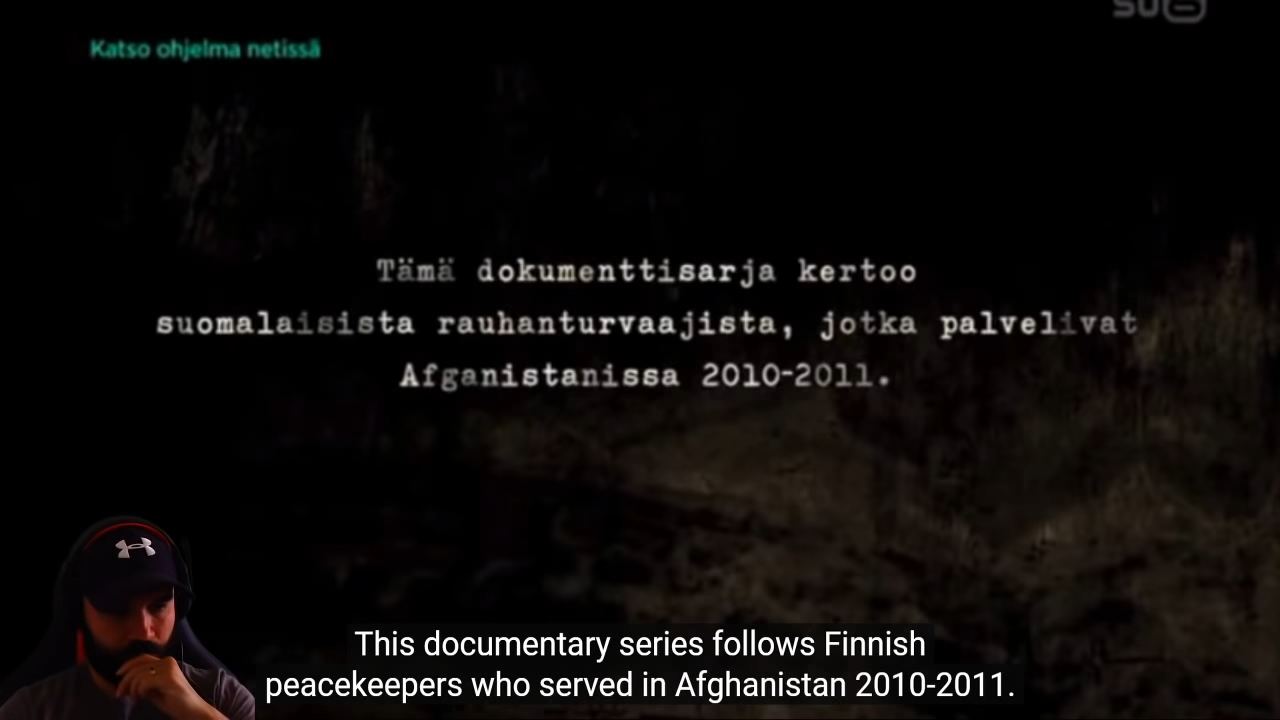 Katso ohjelma netissä
Tämä dokumenttisarja kertoo
suomalaisista rauhanturvaajista, jotka palvelivat
Afganistanissa 2010-2011.
This documentary series follows Finnish
peacekeepers who served in Afghanistan 2010-2011.